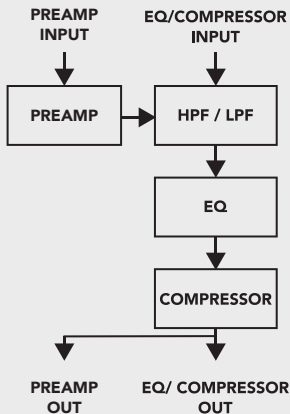 PREAMP
INPUT
EQ/COMPRESSOR
INPUT
PREAMP
HPF / LPF
EQ
COMPRESSOR
PREAMP
OUT
EQ/ COMPRESSOR
OUT